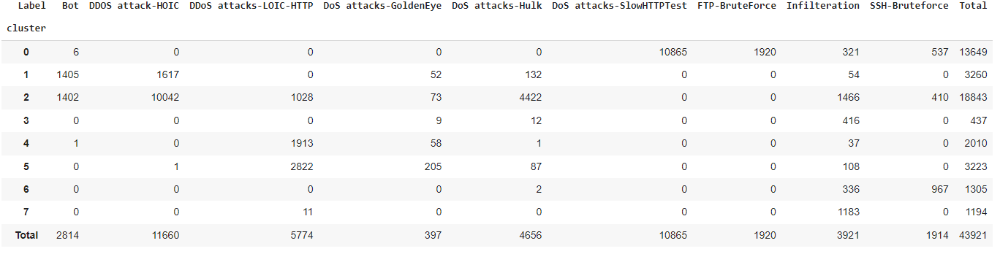 Label Bot DDOS attack-HOIC DDoS attacks-LOIC-HTTP DoS attacks-GoldenEye DoS attacks-Hulk DoS attacks-SlowHTTPTest FTP-BruteForce Infilteration SSH-Bruteforce Total
cluster
0 6 0 0 0 0 10865 1920 321 537 13649
1 1405 1617 0 52 132 0 0 54 0 3260
2 1402 10042 1028 73 4422 0 0 1466 410 18843
3 0 0 0 9 12 0 0 416 0 437
4 1 0 1913 58 1 0 0 37 0 2010
5 0 1 2822 205 87 0 0 108 0 3223
6 0 0 0 0 2 0 0 336 967 1305
7 0 0 11 0 0 0 0 1183 0 1194
Total 2814 11660 5774 397 4656 10865 1920 3921 1914 43921